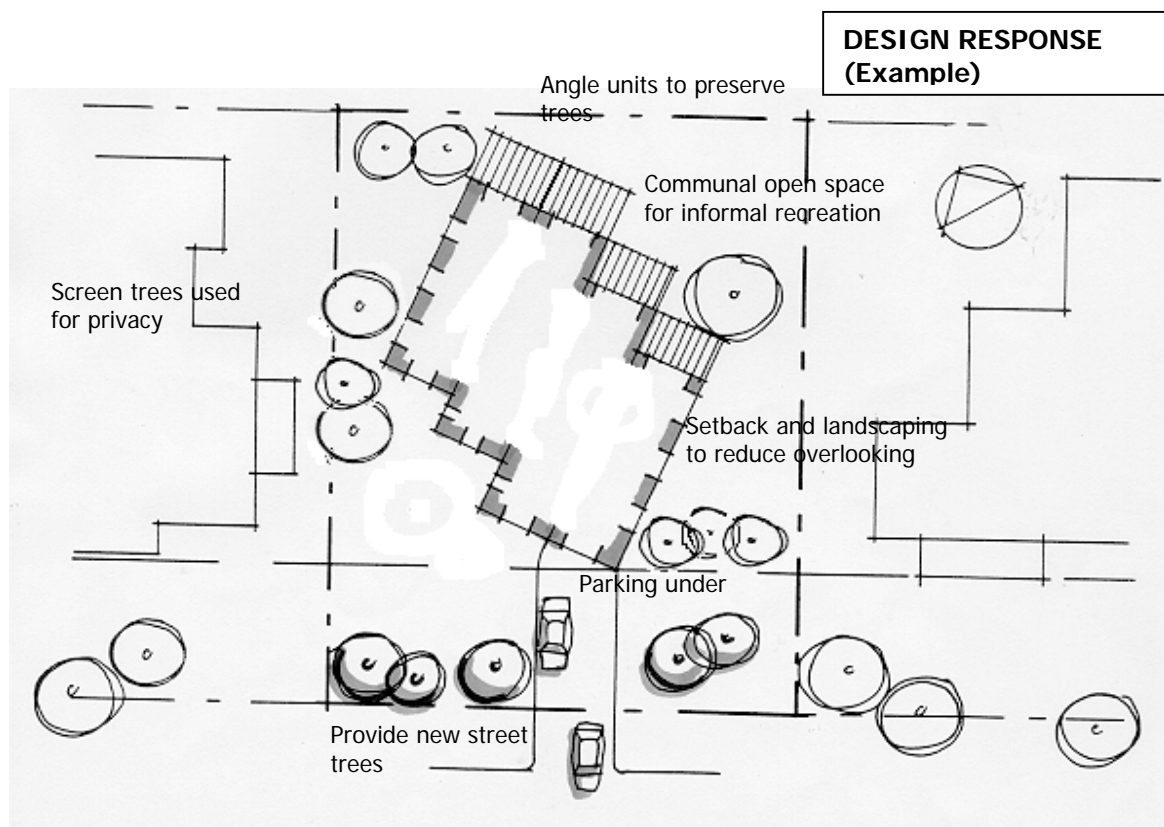 DESIGN RESPONSE
(Example)
Angle units to preserve
trees
Communal open space
for informal recreation
Screen trees used
for privacy
Setback and landscaping
to reduce overlooking
Parking under
Provide new street
trees